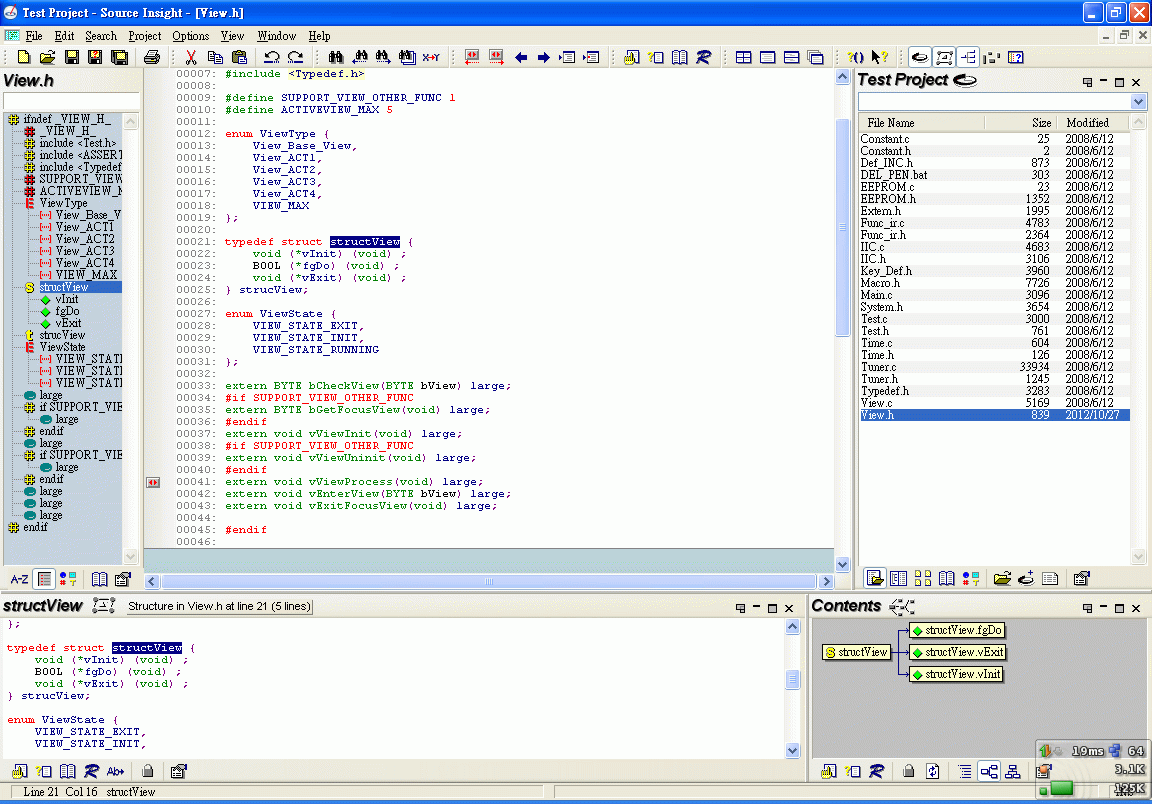 Test Project - Source Insight - [View.h]
File Edit Search Project Options View Window Help
View.h
ifndef _VIEW_H_
_VIEW_H_
include <Test.h>
include <ASSERT
include <Typedef
SUPPORT_VIEW
ACTIVEVIEW_M
ViewType
View_Base_V
View_ACT1
View_ACT2
View_ACT3
View_ACT4
VIEW_MAX
structView
vInit
fgDo
vExit
strucView
ViewState
VIEW_STATE
VIEW_STATE
VIEW_STATE
large
if SUPPORT_VIE
large
endif
large
if SUPPORT_VIE
large
endif
large
large
large
endif
A-Z
00007: #include <Typedef.h>
00008:
00009: #define SUPPORT_VIEW_OTHER_FUNC 1
00010: #define ACTIVEVIEW_MAX 5
00011:
00012: enum ViewType {
00013: View_Base_View,
00014: View_ACT1,
00015: View_ACT2,
00016: View_ACT3,
00017: View_ACT4,
00018: VIEW_MAX
00019: };
00020:
00021: typedef struct structView {
00022: void (*vInit) (void) ;
00023: BOOL (*fgDo) (void) ;
00024: void (*vExit) (void) ;
00025: } strucView;
00026:
00027: enum ViewState {
00028: VIEW_STATE_EXIT,
00029: VIEW_STATE_INIT,
00030: VIEW_STATE_RUNNING
00031: };
00032:
00033: extern BYTE bCheckView(BYTE bView) large;
00034: #if SUPPORT_VIEW_OTHER_FUNC
00035: extern BYTE bGetFocusView(void) large;
00036: #endif
00037: extern void vViewInit(void) large;
00038: #if SUPPORT_VIEW_OTHER_FUNC
00039: extern void vViewUninit(void) large;
00040: #endif
00041: extern void vViewProcess(void) large;
00042: extern void vEnterView(BYTE bView) large;
00043: extern void vExitFocusView(void) large;
00044:
00045: #endif
00046:
Test Project
File Name Size Modified
Constant.c 25 2008/6/12
Constant.h 2 2008/6/12
Def_INC.h 873 2008/6/12
DEL_PEN.bat 303 2008/6/12
EEPROM.c 23 2008/6/12
EEPROM.h 1352 2008/6/12
Extern.h 1995 2008/6/12
Func_ir.c 4783 2008/6/12
Func_ir.h 2364 2008/6/12
IIC.c 4683 2008/6/12
IIC.h 3106 2008/6/12
Key_Def.h 3960 2008/6/12
Macro.h 7726 2008/6/12
Main.c 3096 2008/6/12
System.h 3654 2008/6/12
Test.c 3000 2008/6/12
Test.h 761 2008/6/12
Time.c 604 2008/6/12
Time.h 126 2008/6/12
Tuner.c 33934 2008/6/12
Tuner.h 1245 2008/6/12
Typedef.h 3283 2008/6/12
View.c 5169 2008/6/12
View.h 839 2012/10/27
structView Structure in View.h at line 21 (5 lines)
};
typedef struct structView {
void (*vInit) (void) ;
BOOL (*fgDo) (void) ;
void (*vExit) (void) ;
} strucView;
enum ViewState {
VIEW_STATE_EXIT,
VIEW_STATE_INIT,
Contents
structView
structView.fgDo
structView.vExit
structView.vInit
19ms 64
3.1K
125K
Line 21 Col 16 structView